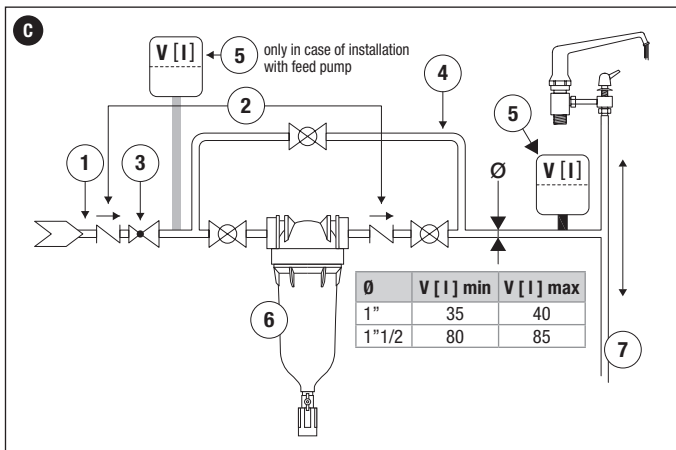 C
V [ l ]
5
only in case of installation
with feed pump
4
2
5
1
3
V [ l ]
Ø
Ø V [ l ] min V [ l ] max
1” 35 40
1”1/2 80 85
6
7